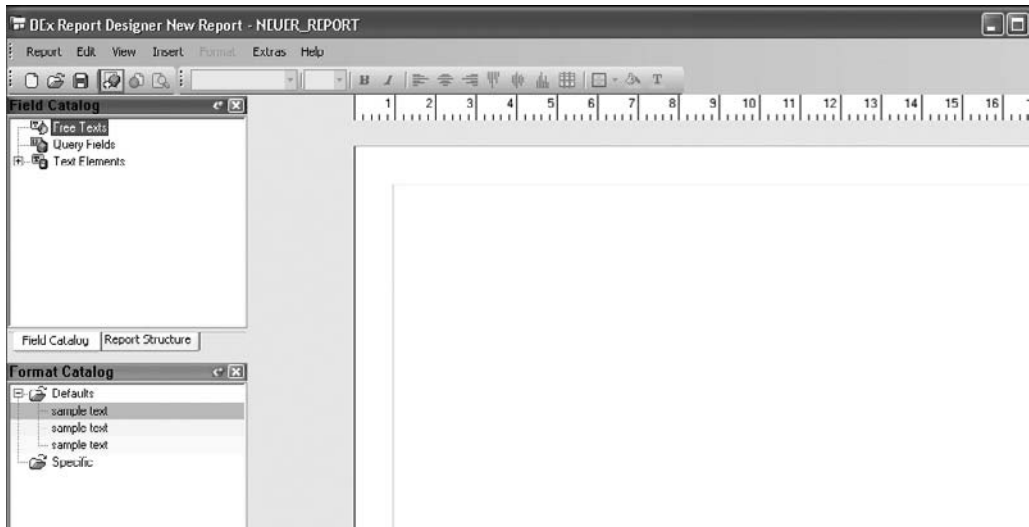 BEx Report Designer New Report - NEUER_REPORT
Report Edit View Insert Format Extras Help
B I T
Field Catalog
1 2 3 4 5 6 7 8 9 10 11 12 13 14 15 16
Free Texts
Query Fields
Text Elements
Field Catalog Report Structure
Format Catalog
Defaults
sample text
sample text
sample text
Specific